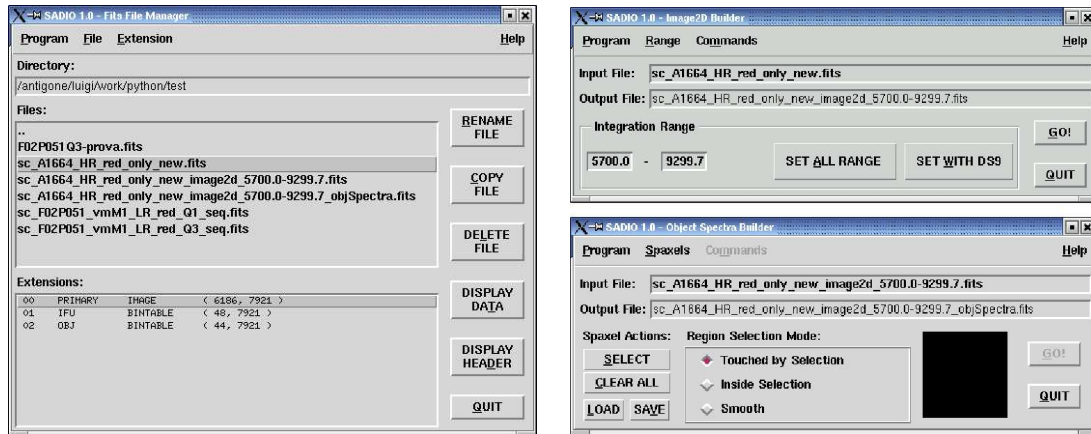 SADIO 1.0 - Fits File Manager
Program File Extension Help
Directory:
/antigone/luigi/work/python/test
Files:
..
F02P051Q3-prova.fits
sc_A1664_HR_red_only_new.fits
sc_A1664_HR_red_only_new_image2d_5700.0-9299.7.fits
sc_A1664_HR_red_only_new_image2d_5700.0-9299.7_objSpectra.fits
sc_F02P051_vmM1_LR_red_Q1_seq.fits
sc_F02P051_vmM1_LR_red_Q3_seq.fits
RENAME FILE
COPY FILE
DELETE FILE
Extensions:
00 PRIMARY IMAGE ( 6186, 7921 )
01 IFU BINTABLE ( 48, 7921 )
02 OBJ BINTABLE ( 44, 7921 )
DISPLAY DATA
DISPLAY HEADER
QUIT
SADIO 1.0 - Image2D Builder
Program Range Commands Help
Input File: sc_A1664_HR_red_only_new.fits
Output File: sc_A1664_HR_red_only_new_image2d_5700.0-9299.7.fits
Integration Range
5700.0 - 9299.7 SET ALL RANGE SET WITH DS9
GO!
QUIT
SADIO 1.0 - Object Spectra Builder
Program Spaxels Commands Help
Input File: sc_A1664_HR_red_only_new_image2d_5700.0-9299.7.fits
Output File: sc_A1664_HR_red_only_new_image2d_5700.0-9299.7_objSpectra.fits
Spaxel Actions: Region Selection Mode:
SELECT Touched by Selection
CLEAR ALL Inside Selection
LOAD SAVE Smooth
GO!
QUIT